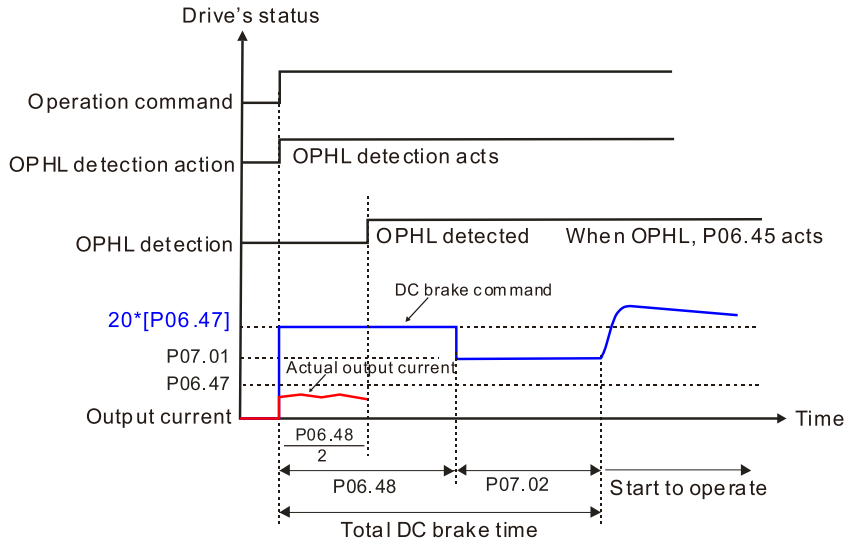 Drive's status
Operation command
OPHL detection action
OPHL detection acts
OPHL detection
OPHL detected
When OPHL, P06.45 acts
DC brake command
20*[P06.47]
P07.01
Actual output current
P06.47
Output current
Time
P06.48
2
P06.48
P07.02
Start to operate
Total DC brake time